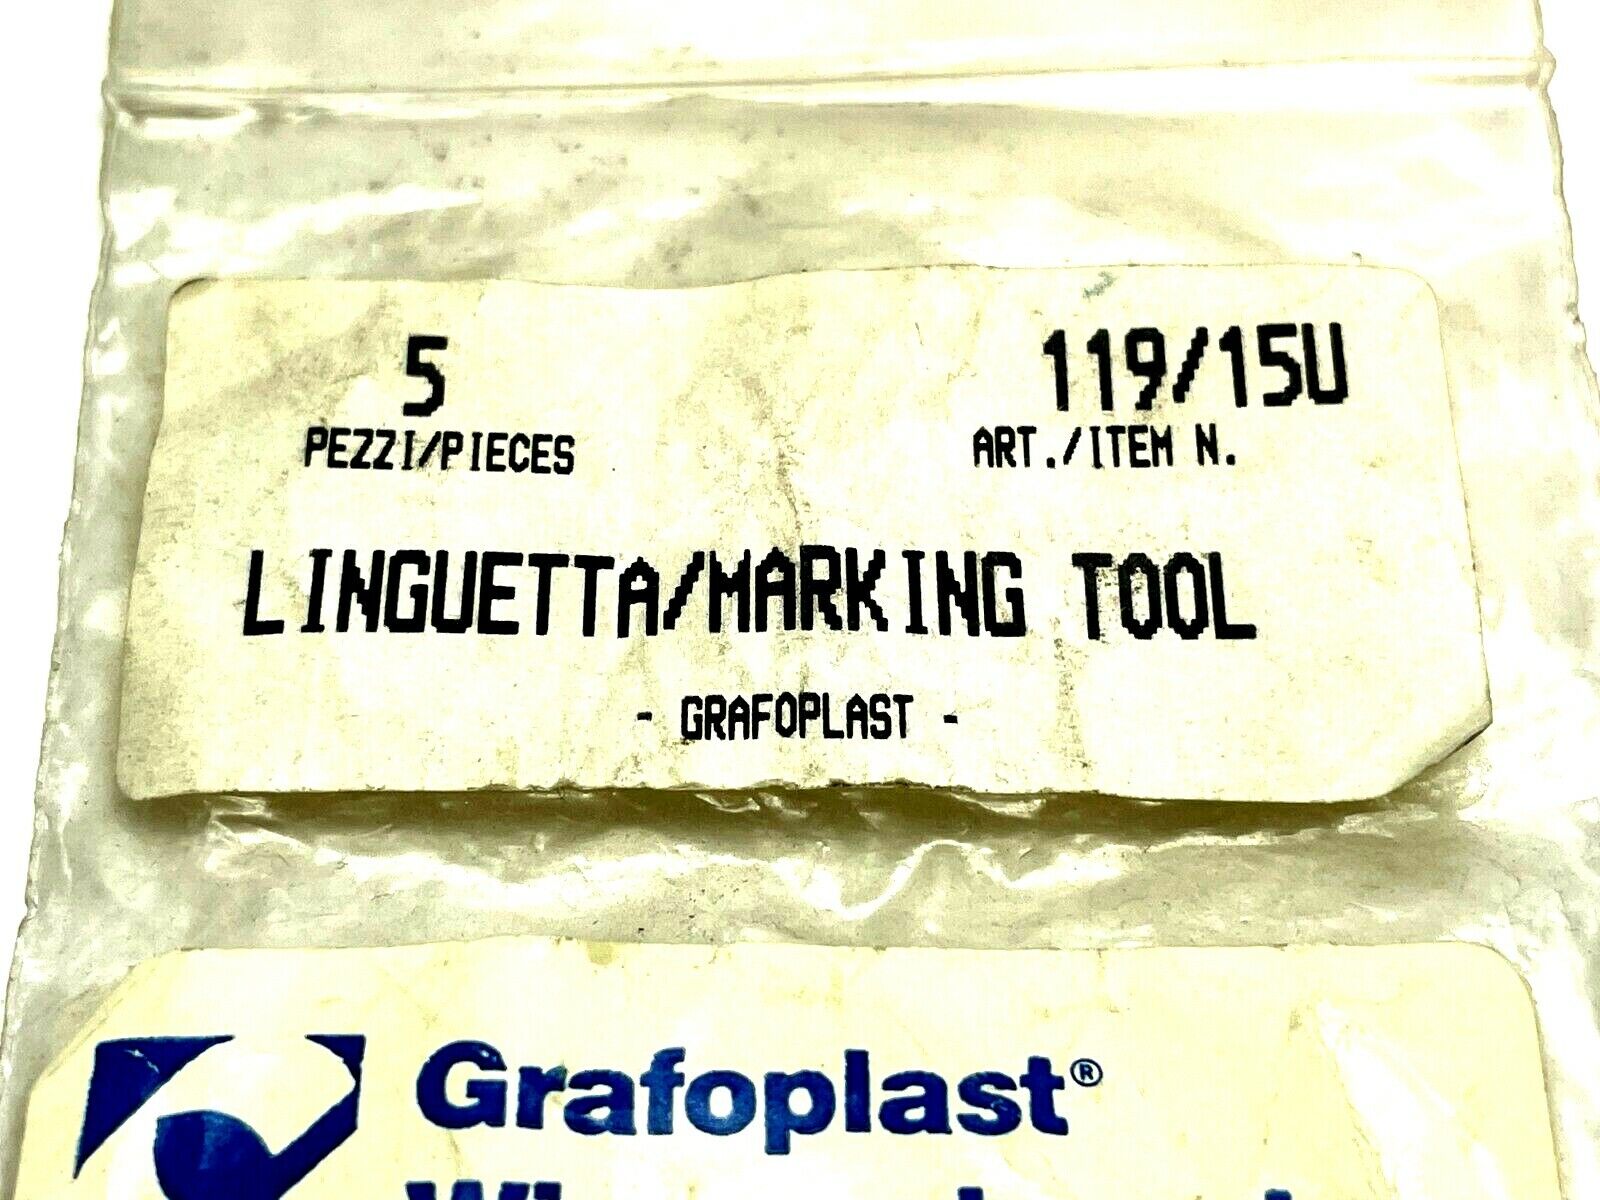 5 119/15U
PEZZI/PIECES ART./ITEM N.
LINGUETTA/MARKING TOOL
- GRAFOPLAST -
Grafoplast®